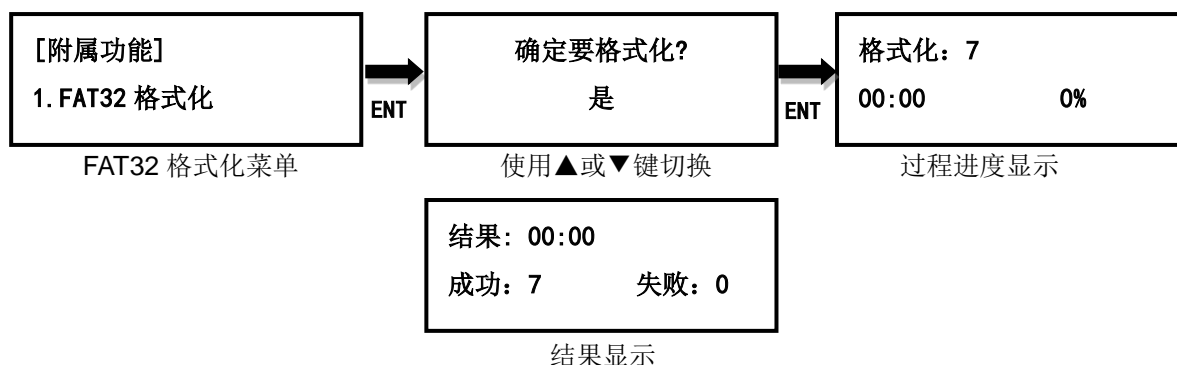 [附属功能]
1.FAT32 格式化
ENT
确定要格式化?
是
ENT
格式化：7
00:00 0%
FAT32 格式化菜单
使用▲或▼键切换
过程进度显示
结果：00:00
成功：7 失败：0
结果显示